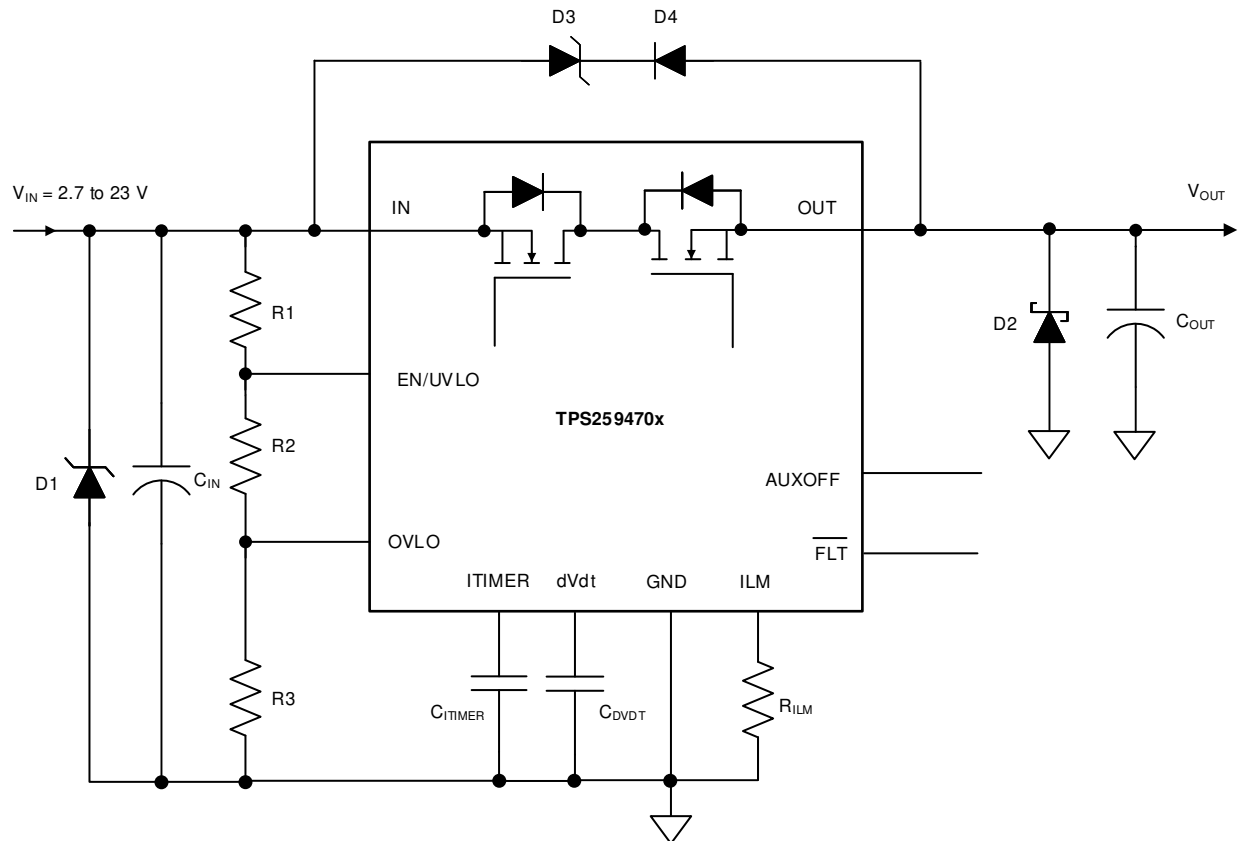 D3 D4
V_IN = 2.7 to 23 V
IN OUT
V_OUT
R1
EN/UVLO
D2
C_OUT
TPS259470x
R2
D1
C_IN
AUXOFF
OVLO
FLT
ITIMER dVdt GND ILM
R3
C_ITIMER
C_DVDT
R_ILM